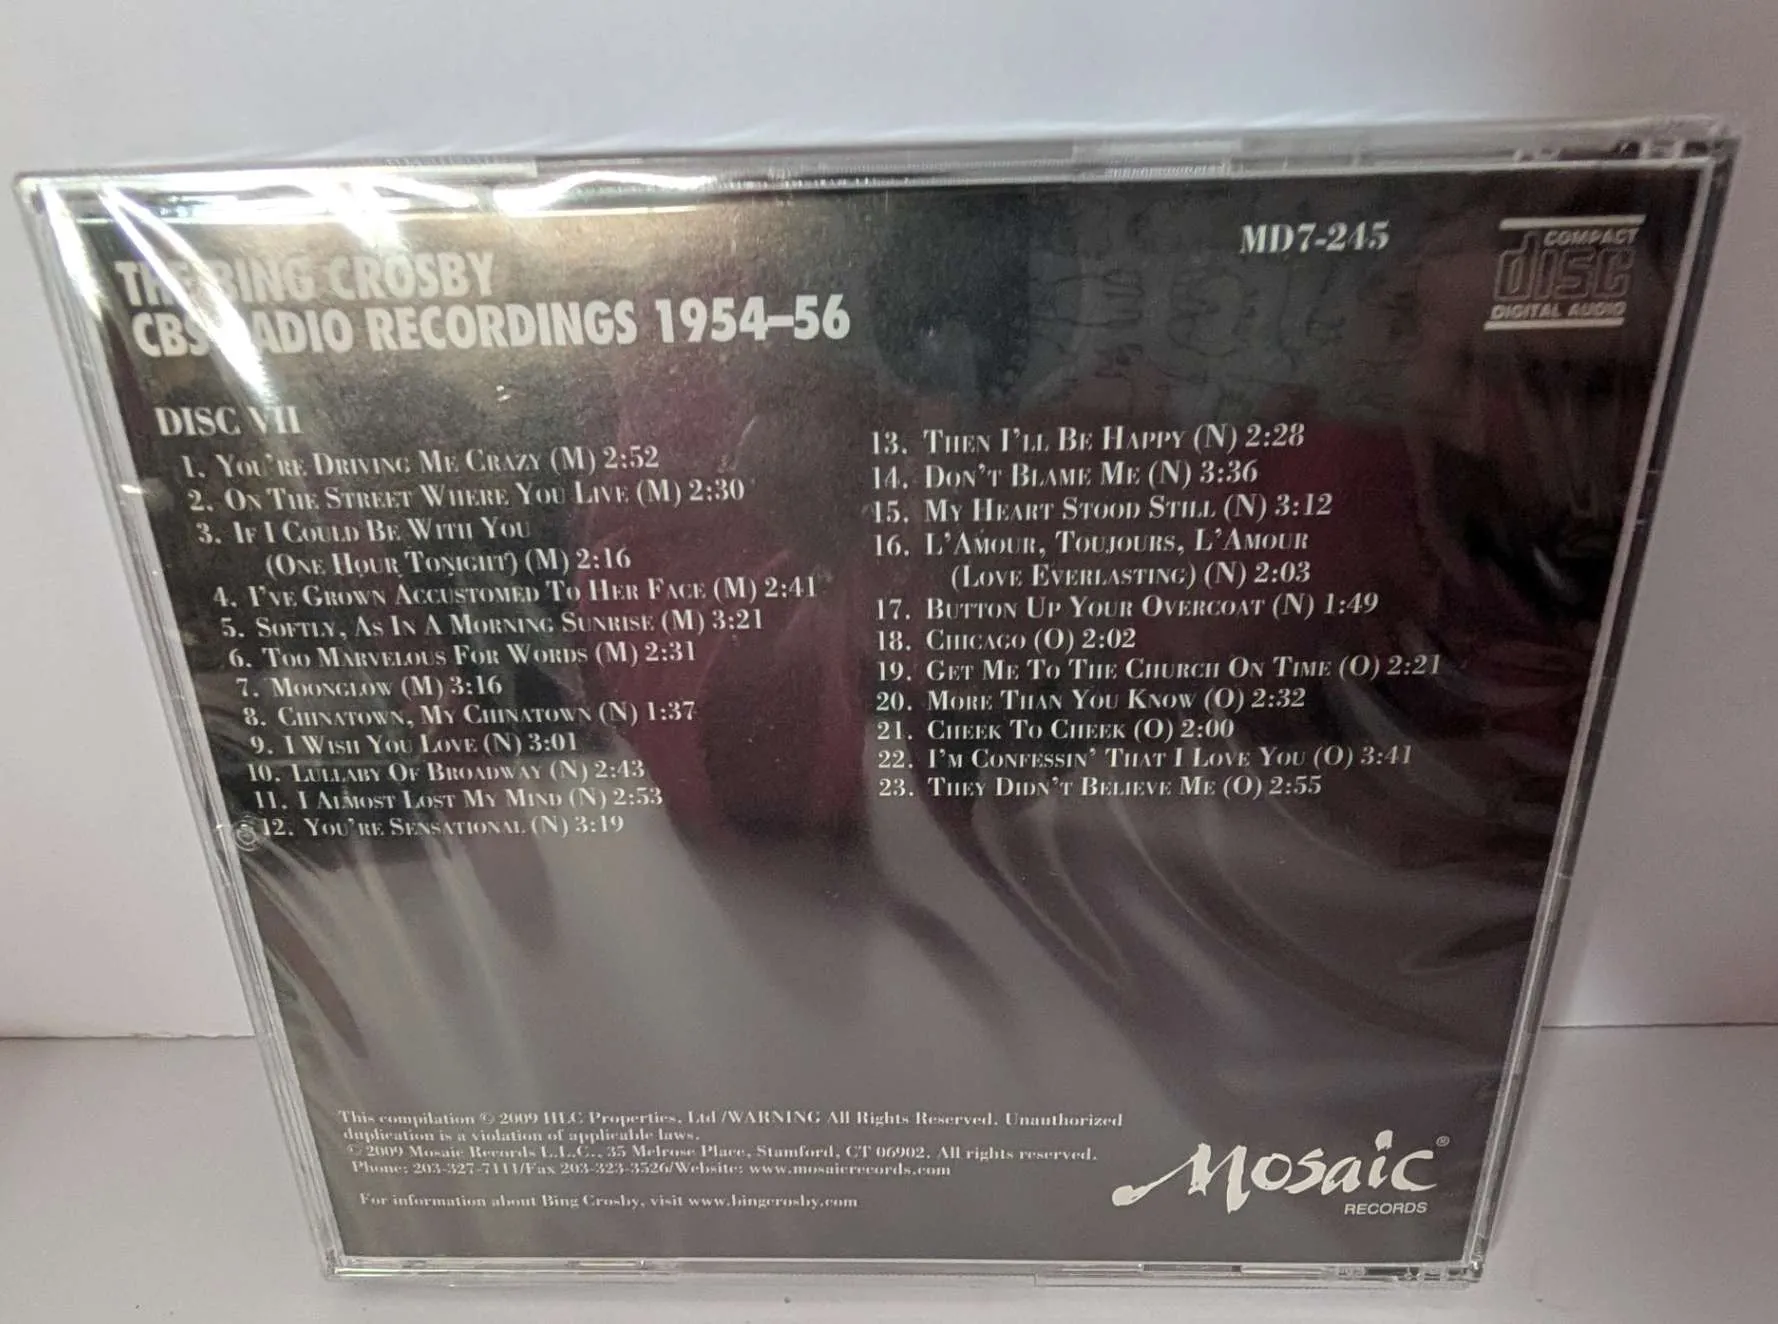 THE BING CROSBY
CBS RADIO RECORDINGS 1954–56
MD7-245
COMPACT
disc
DIGITAL AUDIO
DISC VII
1. YOU'RE DRIVING ME CRAZY (M) 2:52
2. ON THE STREET WHERE YOU LIVE (M) 2:30
3. IF I COULD BE WITH YOU
(ONE HOUR TONIGHT) (M) 2:16
4. I'VE GROWN ACCUSTOMED TO HER FACE (M) 2:41
5. SOFTLY, AS IN A MORNING SUNRISE (M) 3:21
6. TOO MARVELOUS FOR WORDS (M) 2:31
7. MOONGLOW (M) 3:16
8. CHINATOWN, MY CHINATOWN (N) 1:37
9. I WISH YOU LOVE (N) 3:01
10. LULLABY OF BROADWAY (N) 2:43
11. I ALMOST LOST MY MIND (N) 2:53
12. YOU'RE SENSATIONAL (N) 3:19
13. THEN I'LL BE HAPPY (N) 2:28
14. DON'T BLAME ME (N) 3:36
15. MY HEART STOOD STILL (N) 3:12
16. L'AMOUR, TOUJOURS, L'AMOUR
(LOVE EVERLASTING) (N) 2:03
17. BUTTON UP YOUR OVERCOAT (N) 1:49
18. CHICAGO (O) 2:02
19. GET ME TO THE CHURCH ON TIME (O) 2:21
20. MORE THAN YOU KNOW (O) 2:32
21. CHEEK TO CHEEK (O) 2:00
22. I'M CONFESSIN' THAT I LOVE YOU (O) 3:41
23. THEY DIDN'T BELIEVE ME (O) 2:55
This compilation © 2009 HLC Properties, Ltd /WARNING All Rights Reserved. Unauthorized
duplication is a violation of applicable laws.
© 2009 Mosaic Records L.L.C., 35 Melrose Place, Stamford, CT 06902. All rights reserved.
Phone: 203-327-7111/Fax 203-323-3526/Website: www.mosaicrecords.com
For information about Bing Crosby, visit www.bingcrosby.com
Mosaic®
RECORDS